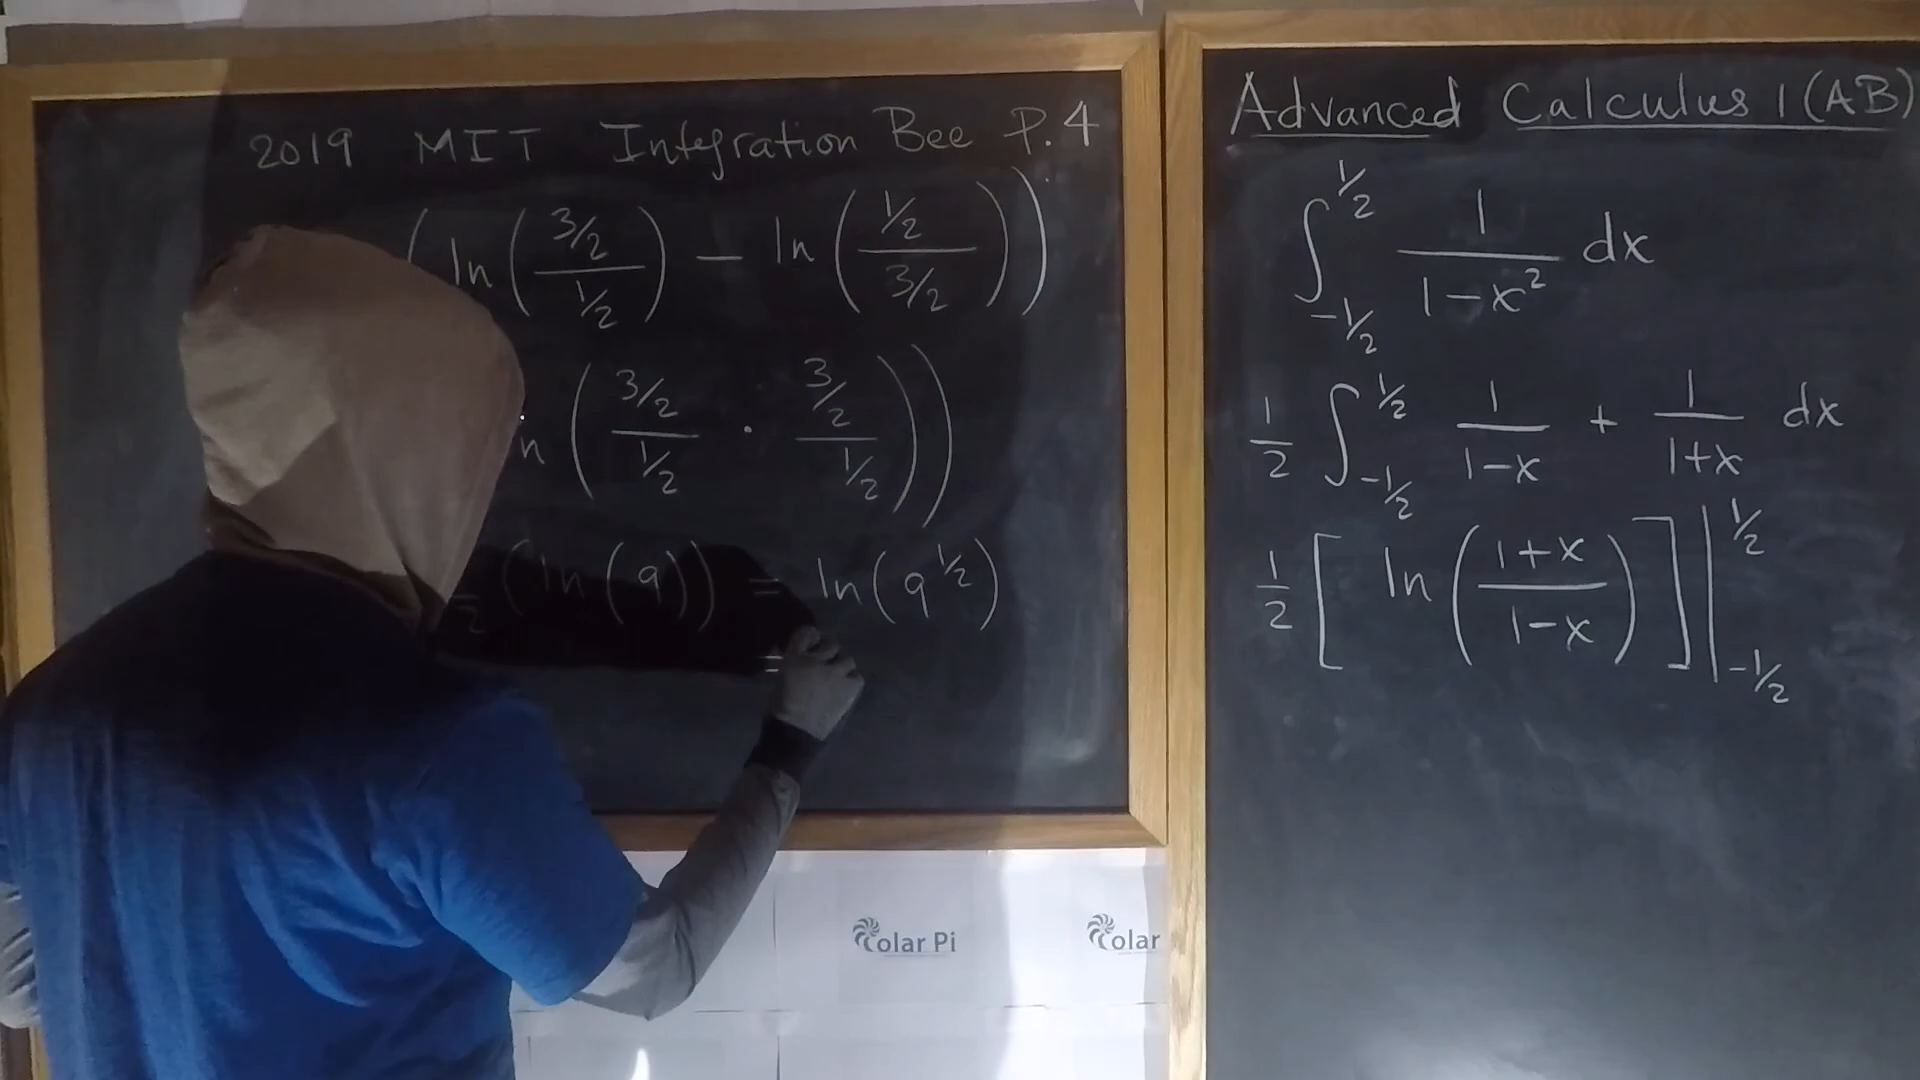 2019 MIT Integration Bee P.4
(ln((3/2)/(1/2)) − ln((1/2)/(3/2)))
n((3/2)/(1/2) · (3/2)/(1/2)))
/2 (ln(9)) = ln(9^1/2)
=
Advanced Calculus 1 (AB)
∫_{-1/2}^{1/2} 1/(1−x²) dx
1/2 ∫_{-1/2}^{1/2} 1/(1−x) + 1/(1+x) dx
1/2 [ln((1+x)/(1−x))]|_{-1/2}^{1/2}
olar Pi
olar